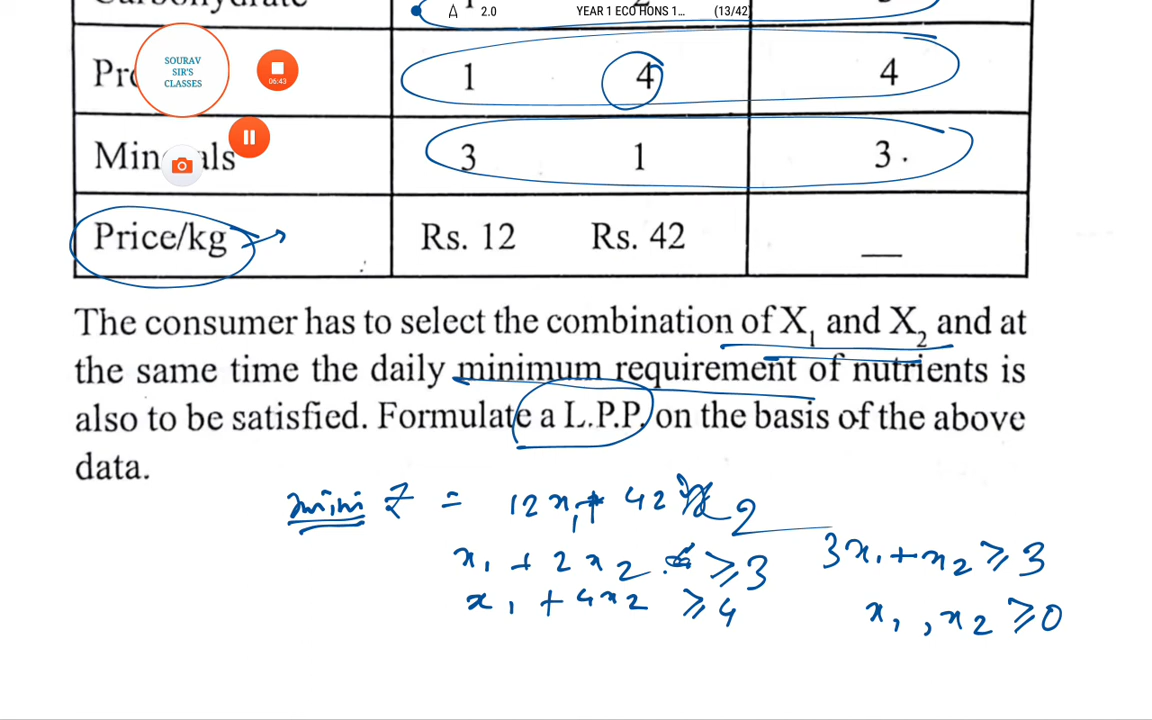 A 2.0 YEAR 1 ECO HONS 1... (13/42)
SOURAV
SIR'S
CLASSES
06:43
1 4 4
3 1 3
Price/kg Rs. 12 Rs. 42 —
The consumer has to select the combination of X₁ and X₂ and at
the same time the daily minimum requirement of nutrients is
also to be satisfied. Formulate a L.P.P. on the basis of the above
data.
mini Z = 12x₁ + 42x₂
x₁ + 2x₂ ≥ 3
3x₁ + x₂ ≥ 3
x₁ + 4x₂ ≥ 4
x₁, x₂ ≥ 0